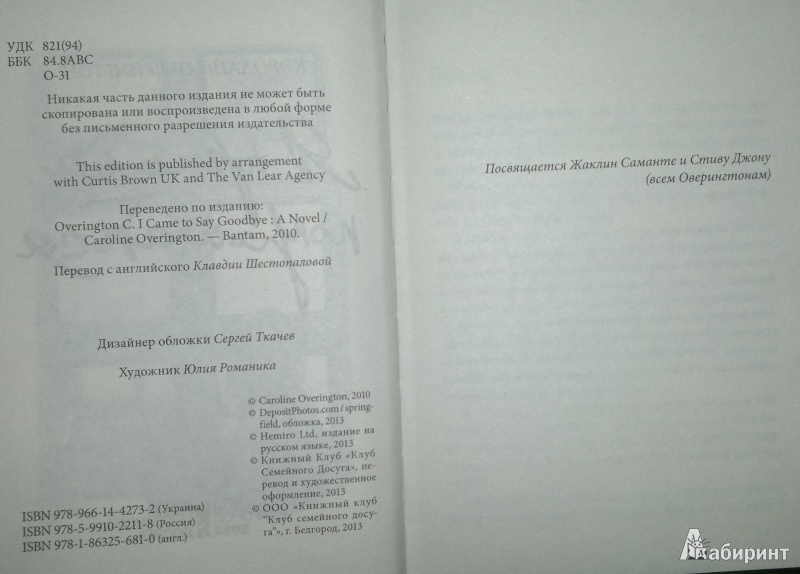 УДК 821(94)
ББК 84.8АВС
О-31
Никакая часть данного издания не может быть
скопирована или воспроизведена в любой форме
без письменного разрешения издательства
This edition is published by arrangement
with Curtis Brown UK and The Van Lear Agency
Переведено по изданию:
Overington C. I Came to Say Goodbye : A Novel /
Caroline Overington. — Bantam, 2010.
Перевод с английского Клавдии Шестопаловой
Дизайнер обложки Сергей Ткачев
Художник Юлия Романика
© Caroline Overington, 2010
© DepositPhotos.com / spring-
field, обложка, 2013
© Hemiro Ltd, издание на
русском языке, 2013
© Книжный Клуб «Клуб
Семейного Досуга», пе-
ревод и художественное
оформление, 2013
© ООО «Книжный клуб
"Клуб семейного досу-
га"», г. Белгород, 2013
ISBN 978-966-14-4273-2 (Украина)
ISBN 978-5-9910-2211-8 (Россия)
ISBN 978-1-86325-681-0 (англ.)
Посвящается Жаклин Саманте и Стиву Джону
(всем Оверингтонам)
Лабиринт